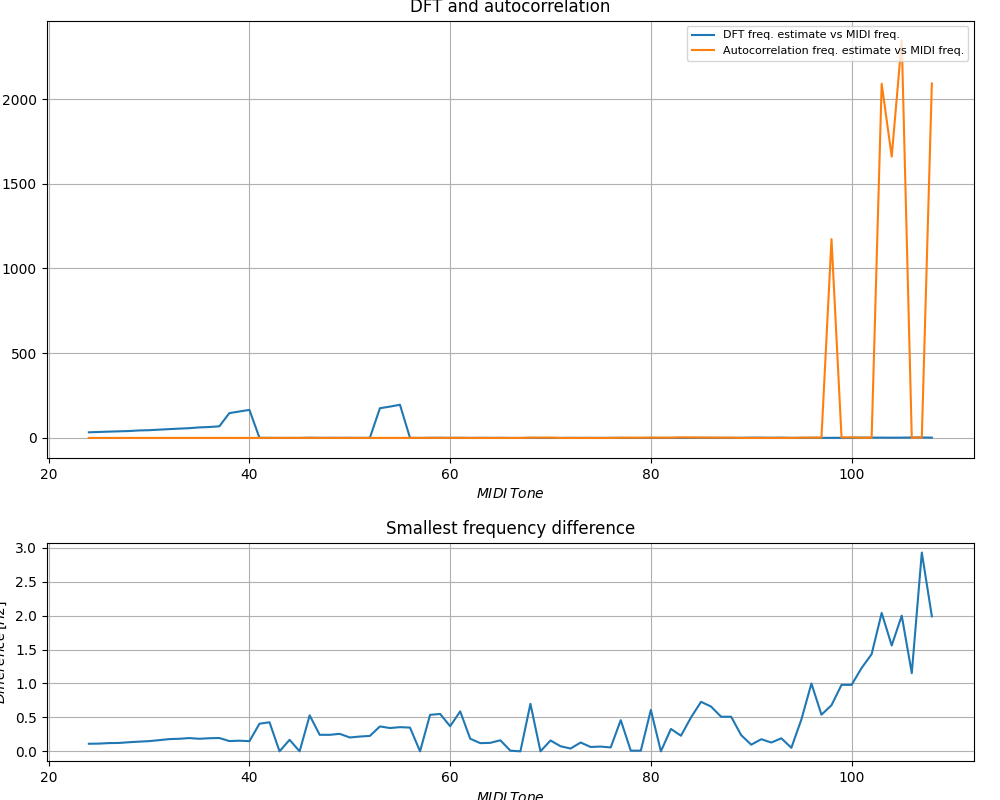 DFT and autocorrelation
DFT freq. estimate vs MIDI freq.
Autocorrelation freq. estimate vs MIDI freq.
2000
1500
1000
500
0
20 40 60 80 100
MIDI Tone
Smallest frequency difference
Difference [Hz]
3.0
2.5
2.0
1.5
1.0
0.5
0.0
20 40 60 80 100
MIDI Tone